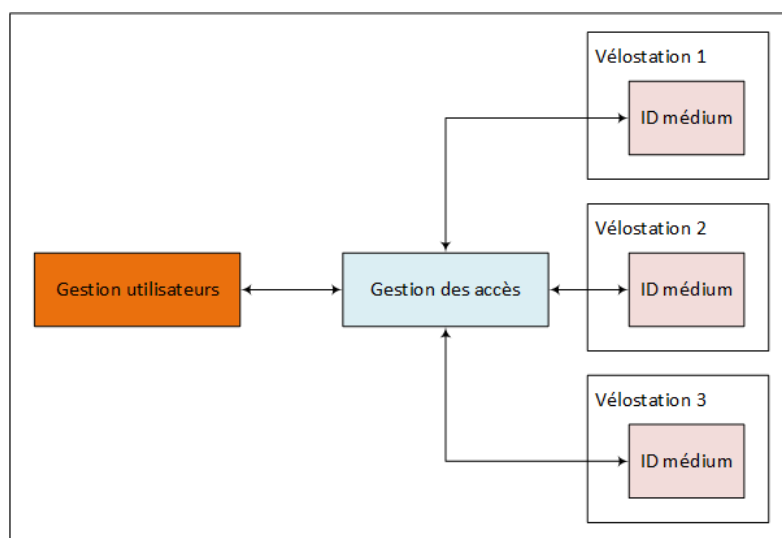 Vélostation 1
ID médium
Vélostation 2
ID médium
Gestion utilisateurs
Gestion des accès
Vélostation 3
ID médium